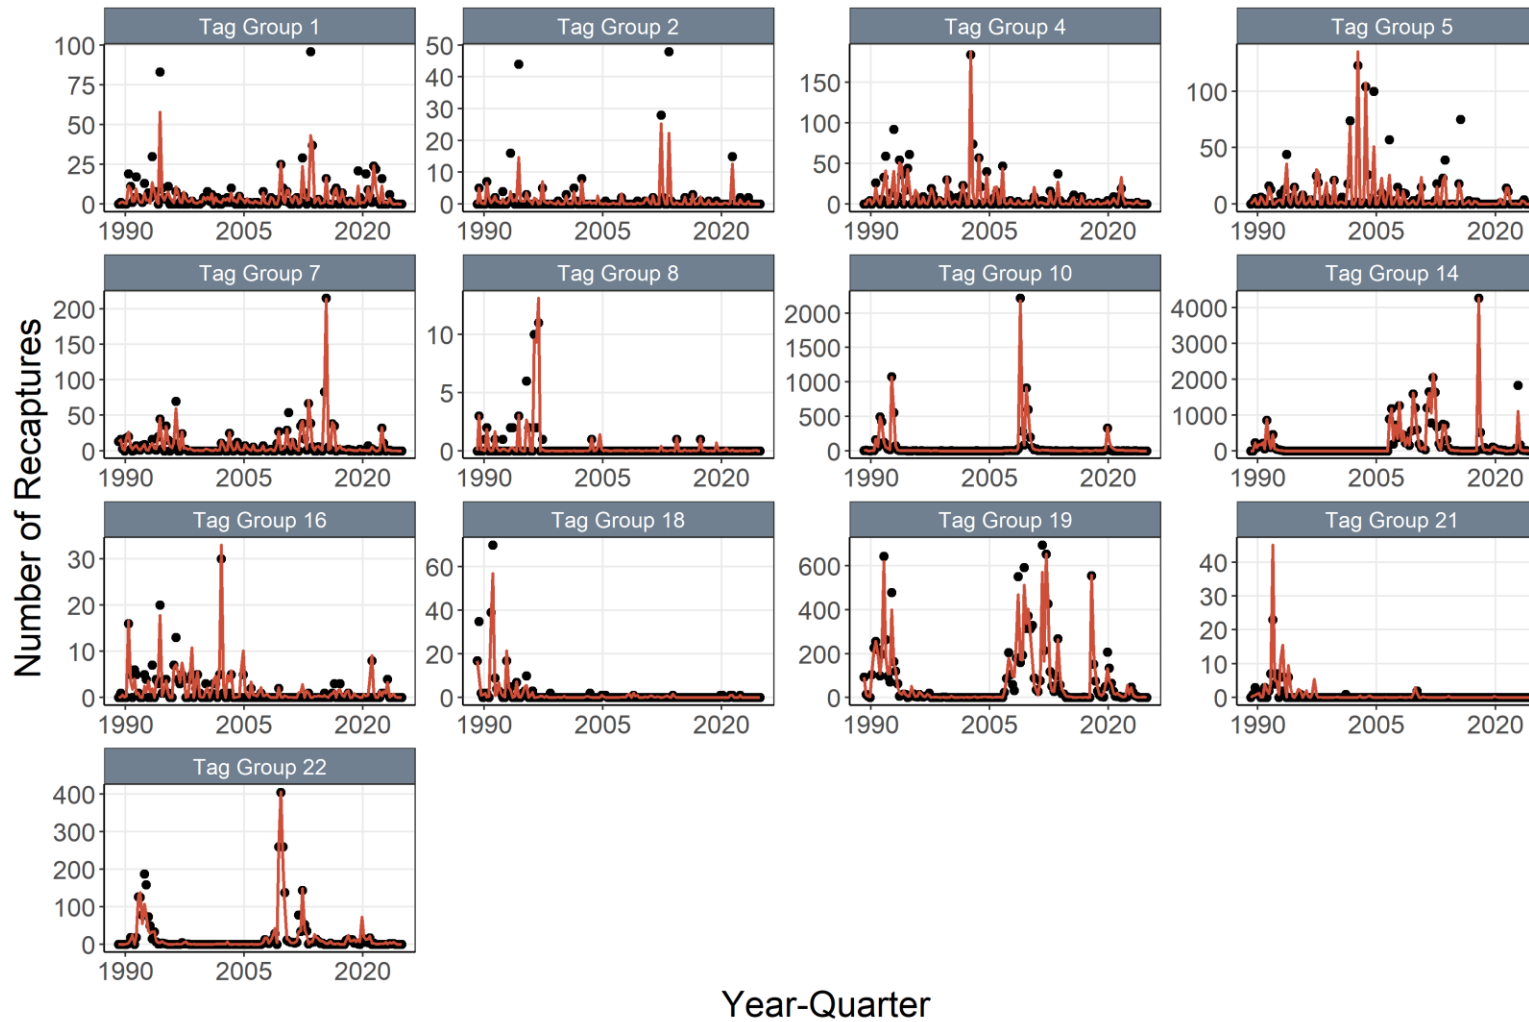 Tag Group 1 Tag Group 2 Tag Group 4 Tag Group 5
100 50 150 100
75 40 100 50
50 30 50 0
25 20 0
0 10
0
1990 2005 2020 1990 2005 2020 1990 2005 2020 1990 2005 2020
Tag Group 7 Tag Group 8 Tag Group 10 Tag Group 14
200 10 2000 4000
150 5 1500 3000
100 0 1000 2000
50 500 1000
0 0 0
1990 2005 2020 1990 2005 2020 1990 2005 2020 1990 2005 2020
Tag Group 16 Tag Group 18 Tag Group 19 Tag Group 21
30 60 600 40
20 40 400 30
10 20 200 20
0 0 0 10
0
1990 2005 2020 1990 2005 2020 1990 2005 2020 1990 2005 2020
Tag Group 22
400
300
200
100
0
1990 2005 2020
Number of Recaptures
Year-Quarter